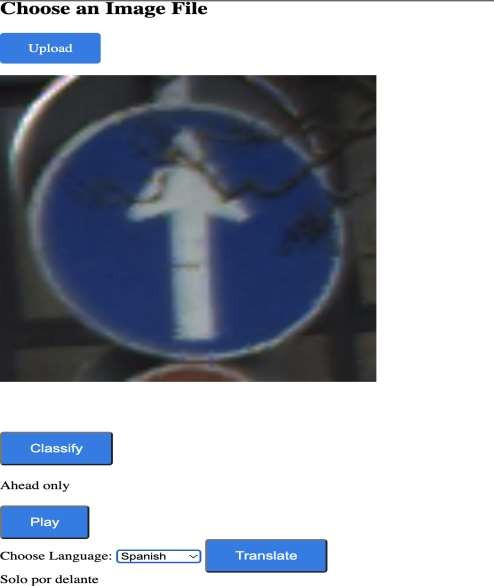 Choose an Image File
Upload
Classify
Ahead only
Play
Choose Language: Spanish Translate
Solo por delante